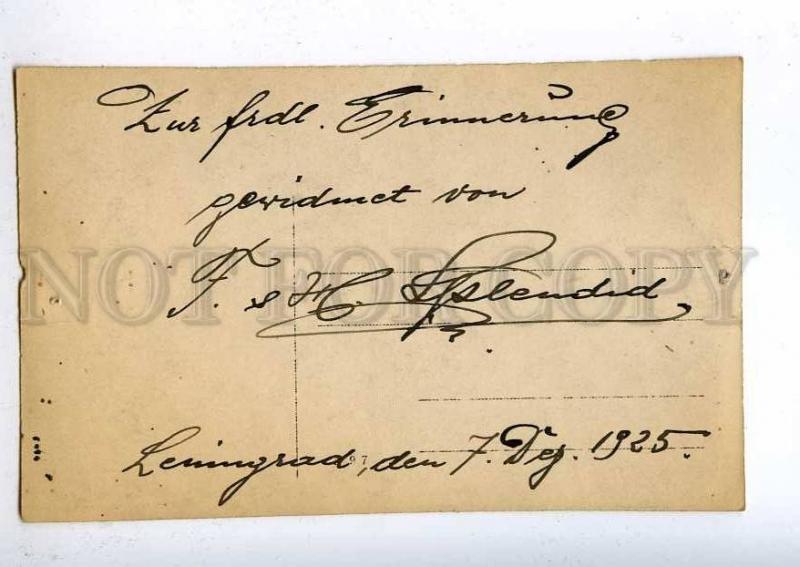 Zur frdl. Erinnerung
gewidmet von
NOT FOR COPY
F. & H. Splendid
Leningrad, den 7. Dez. 1925.